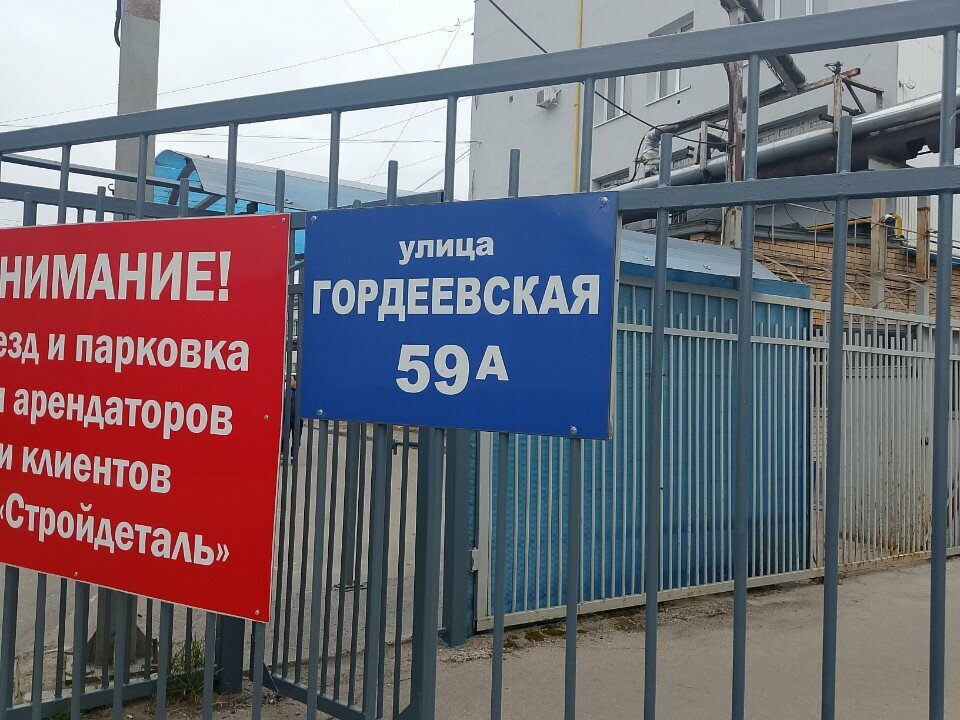 НИМАНИЕ!
езд и парковка
арендаторов
и клиентов
«Стройдеталь»
улица
ГОРДЕЕВСКАЯ
59А